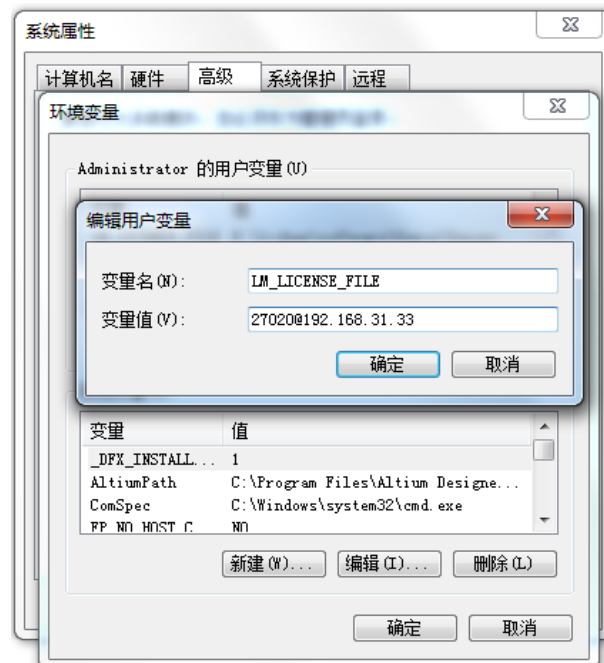 系统属性
计算机名 硬件 高级 系统保护 远程
环境变量
Administrator 的用户变量(U)
编辑用户变量
变量名(N): LM_LICENSE_FILE
变量值(V): 27020@192.168.31.33
确定 取消
变量 值
_DFX_INSTALL... 1
AltiumPath C:\Program Files\Altium Designe...
ComSpec C:\Windows\system32\cmd.exe
FP_NO_HOST_C NO
新建(W)... 编辑(I)... 删除(L)
确定 取消